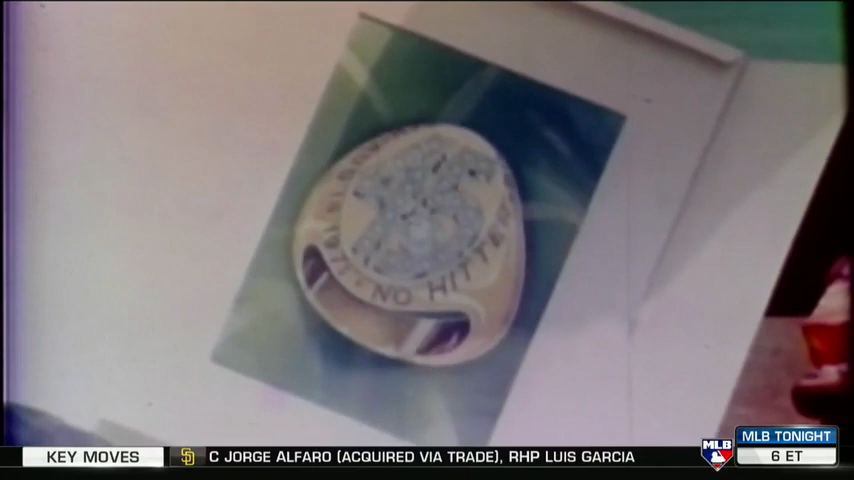 NO HITTER
KEY MOVES
C JORGE ALFARO (ACQUIRED VIA TRADE), RHP LUIS GARCIA
MLB
MLB TONIGHT
6 ET